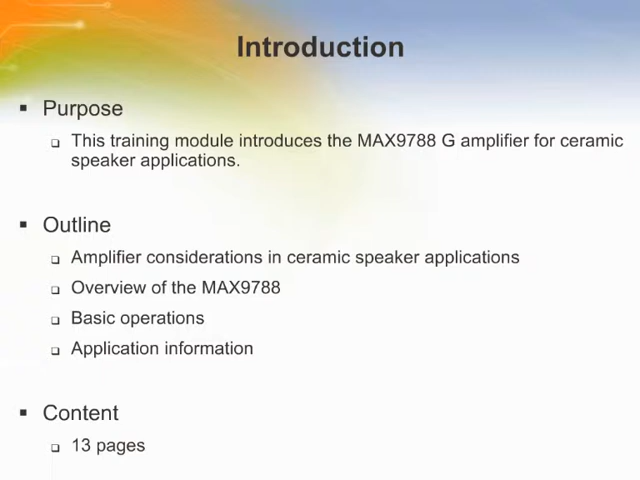 Introduction
Purpose
This training module introduces the MAX9788 G amplifier for ceramic
speaker applications.
Outline
Amplifier considerations in ceramic speaker applications
Overview of the MAX9788
Basic operations
Application information
Content
13 pages